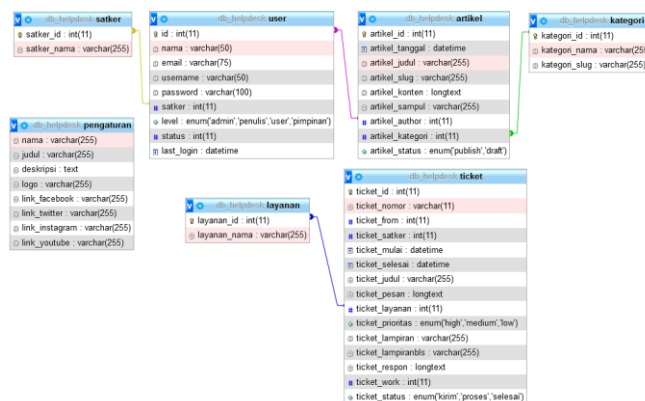 db_helpdesk satker
satker_id : int(11)
satker_nama : varchar(255)
db_helpdesk user
id : int(11)
nama : varchar(50)
email : varchar(75)
username : varchar(50)
password : varchar(100)
satker : int(11)
level : enum('admin','penulis','user','pimpinan')
status : int(11)
last_login : datetime
db_helpdesk artikel
artikel_id : int(11)
artikel_tanggal : datetime
artikel_judul : varchar(255)
artikel_slug : varchar(255)
artikel_konten : longtext
artikel_sampul : varchar(255)
artikel_author : int(11)
artikel_kategori : int(11)
artikel_status : enum('publish','draft')
db_helpdesk kategori
kategori_id : int(11)
kategori_nama : varchar(255)
kategori_slug : varchar(255)
db_helpdesk pengaturan
nama : varchar(255)
judul : varchar(255)
deskripsi : text
logo : varchar(255)
link_facebook : varchar(255)
link_twitter : varchar(255)
link_instagram : varchar(255)
link_youtube : varchar(255)
db_helpdesk layanan
layanan_id : int(11)
layanan_nama : varchar(255)
db_helpdesk ticket
ticket_id : int(11)
ticket_nomor : varchar(11)
ticket_from : int(11)
ticket_satker : int(11)
ticket_mulai : datetime
ticket_selesai : datetime
ticket_judul : varchar(255)
ticket_pesan : longtext
ticket_layanan : int(11)
ticket_prioritas : enum('high','medium','low')
ticket_lampiran : varchar(255)
ticket_lampiranbls : varchar(255)
ticket_respon : longtext
ticket_work : int(11)
ticket_status : enum('kirim','proses','selesai')